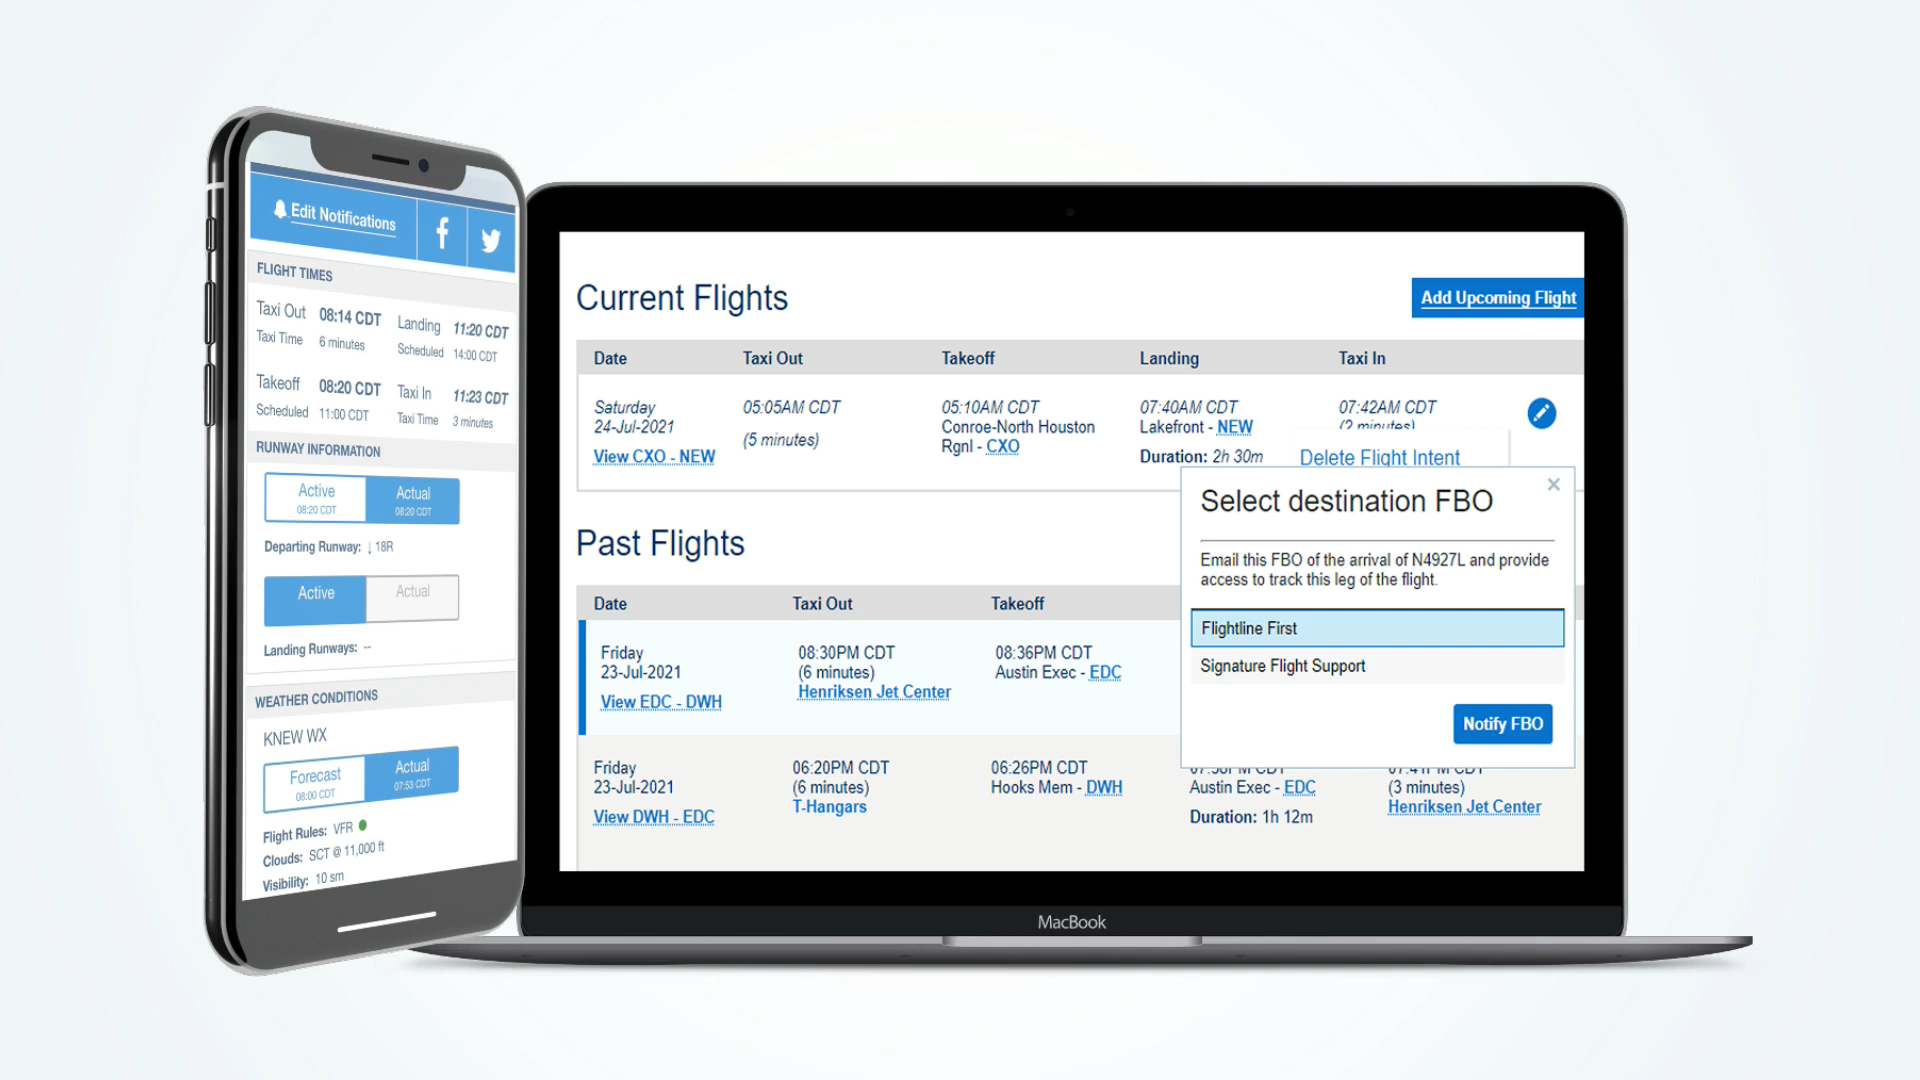 Edit Notifications
FLIGHT TIMES
Taxi Out 08:14 CDT Landing 11:20 CDT
Taxi Time 6 minutes Scheduled 14:00 CDT
Takeoff 08:20 CDT Taxi In 11:23 CDT
Scheduled 11:00 CDT Taxi Time 3 minutes
RUNWAY INFORMATION
Active Actual
08:20 CDT 08:20 CDT
Departing Runway: ↓ 18R
Active Actual
Landing Runways: --
WEATHER CONDITIONS
KNEW WX
Forecast Actual
08:00 CDT 07:53 CDT
Flight Rules: VFR
Clouds: SCT @ 11,000 ft
Visibility: 10 sm
Current Flights
Add Upcoming Flight
Date Taxi Out Takeoff Landing Taxi In
Saturday 05:05AM CDT 05:10AM CDT 07:40AM CDT 07:42AM CDT
24-Jul-2021 Conroe-North Houston Lakefront - NEW (2 minutes)
(5 minutes) Rgnl - CXO
View CXO - NEW Duration: 2h 30m Delete Flight Intent
Past Flights
Date Taxi Out Takeoff
Friday 08:30PM CDT 08:36PM CDT
23-Jul-2021 (6 minutes) Austin Exec - EDC
View EDC - DWH Henriksen Jet Center
Friday 06:20PM CDT 06:26PM CDT
23-Jul-2021 (6 minutes) Hooks Mem - DWH Austin Exec - EDC (3 minutes)
View DWH - EDC T-Hangars Duration: 1h 12m Henriksen Jet Center
Select destination FBO
×
Email this FBO of the arrival of N4927L and provide
access to track this leg of the flight.
Flightline First
Signature Flight Support
Notify FBO
MacBook